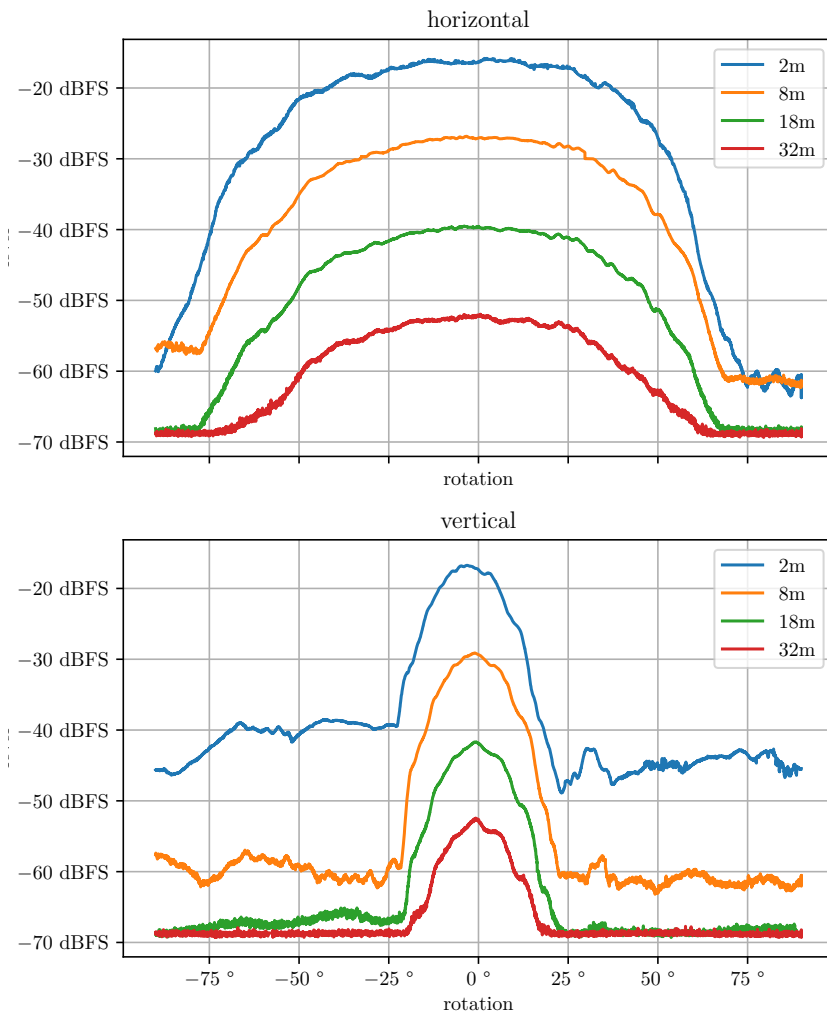 horizontal
−20 dBFS
−30 dBFS
−40 dBFS
−50 dBFS
−60 dBFS
−70 dBFS
2m
8m
18m
32m
rotation
vertical
−20 dBFS
−30 dBFS
−40 dBFS
−50 dBFS
−60 dBFS
−70 dBFS
2m
8m
18m
32m
−75 °
−50 °
−25 °
0 °
25 °
50 °
75 °
rotation